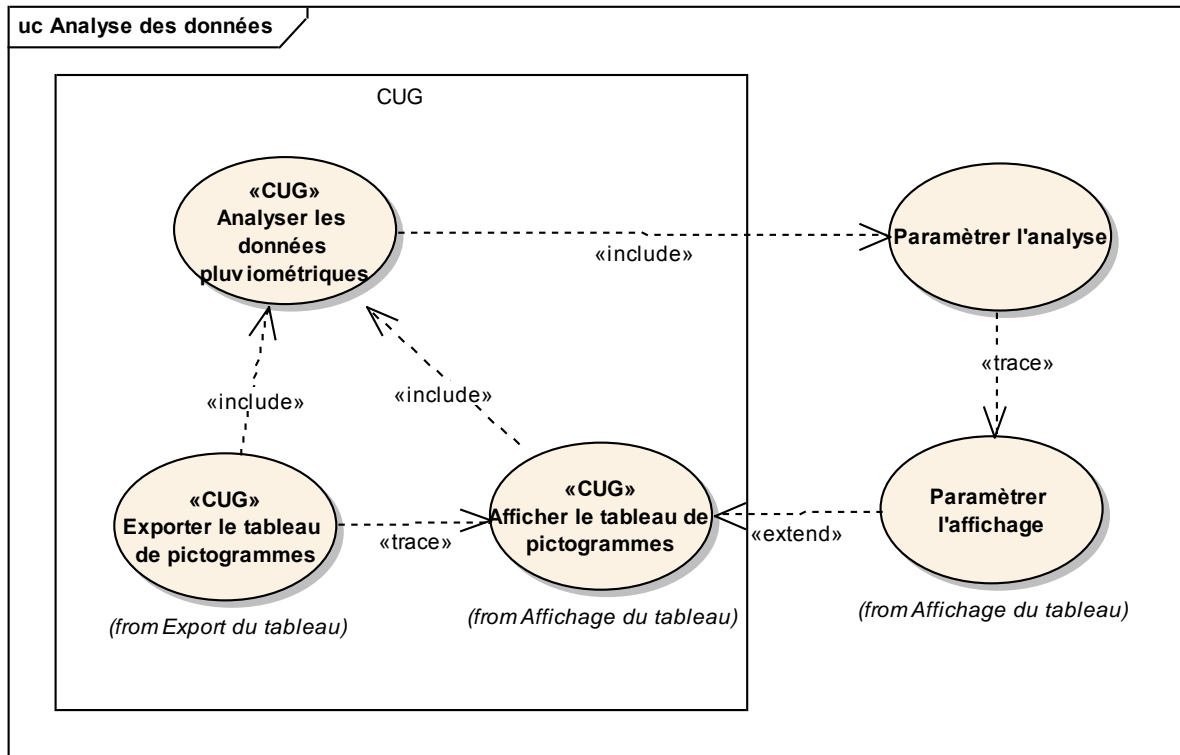 uc Analyse des données
CUG
«CUG»
Analyser les
données
pluviométriques
«include»
Paramètrer l'analyse
«trace»
«include»
«include»
«CUG»
Exporter le tableau
de pictogrammes
(from Export du tableau)
«trace»
«CUG»
Afficher le tableau de
pictogrammes
(from Affichage du tableau)
«extend»
Paramètrer
l'affichage
(from Affichage du tableau)